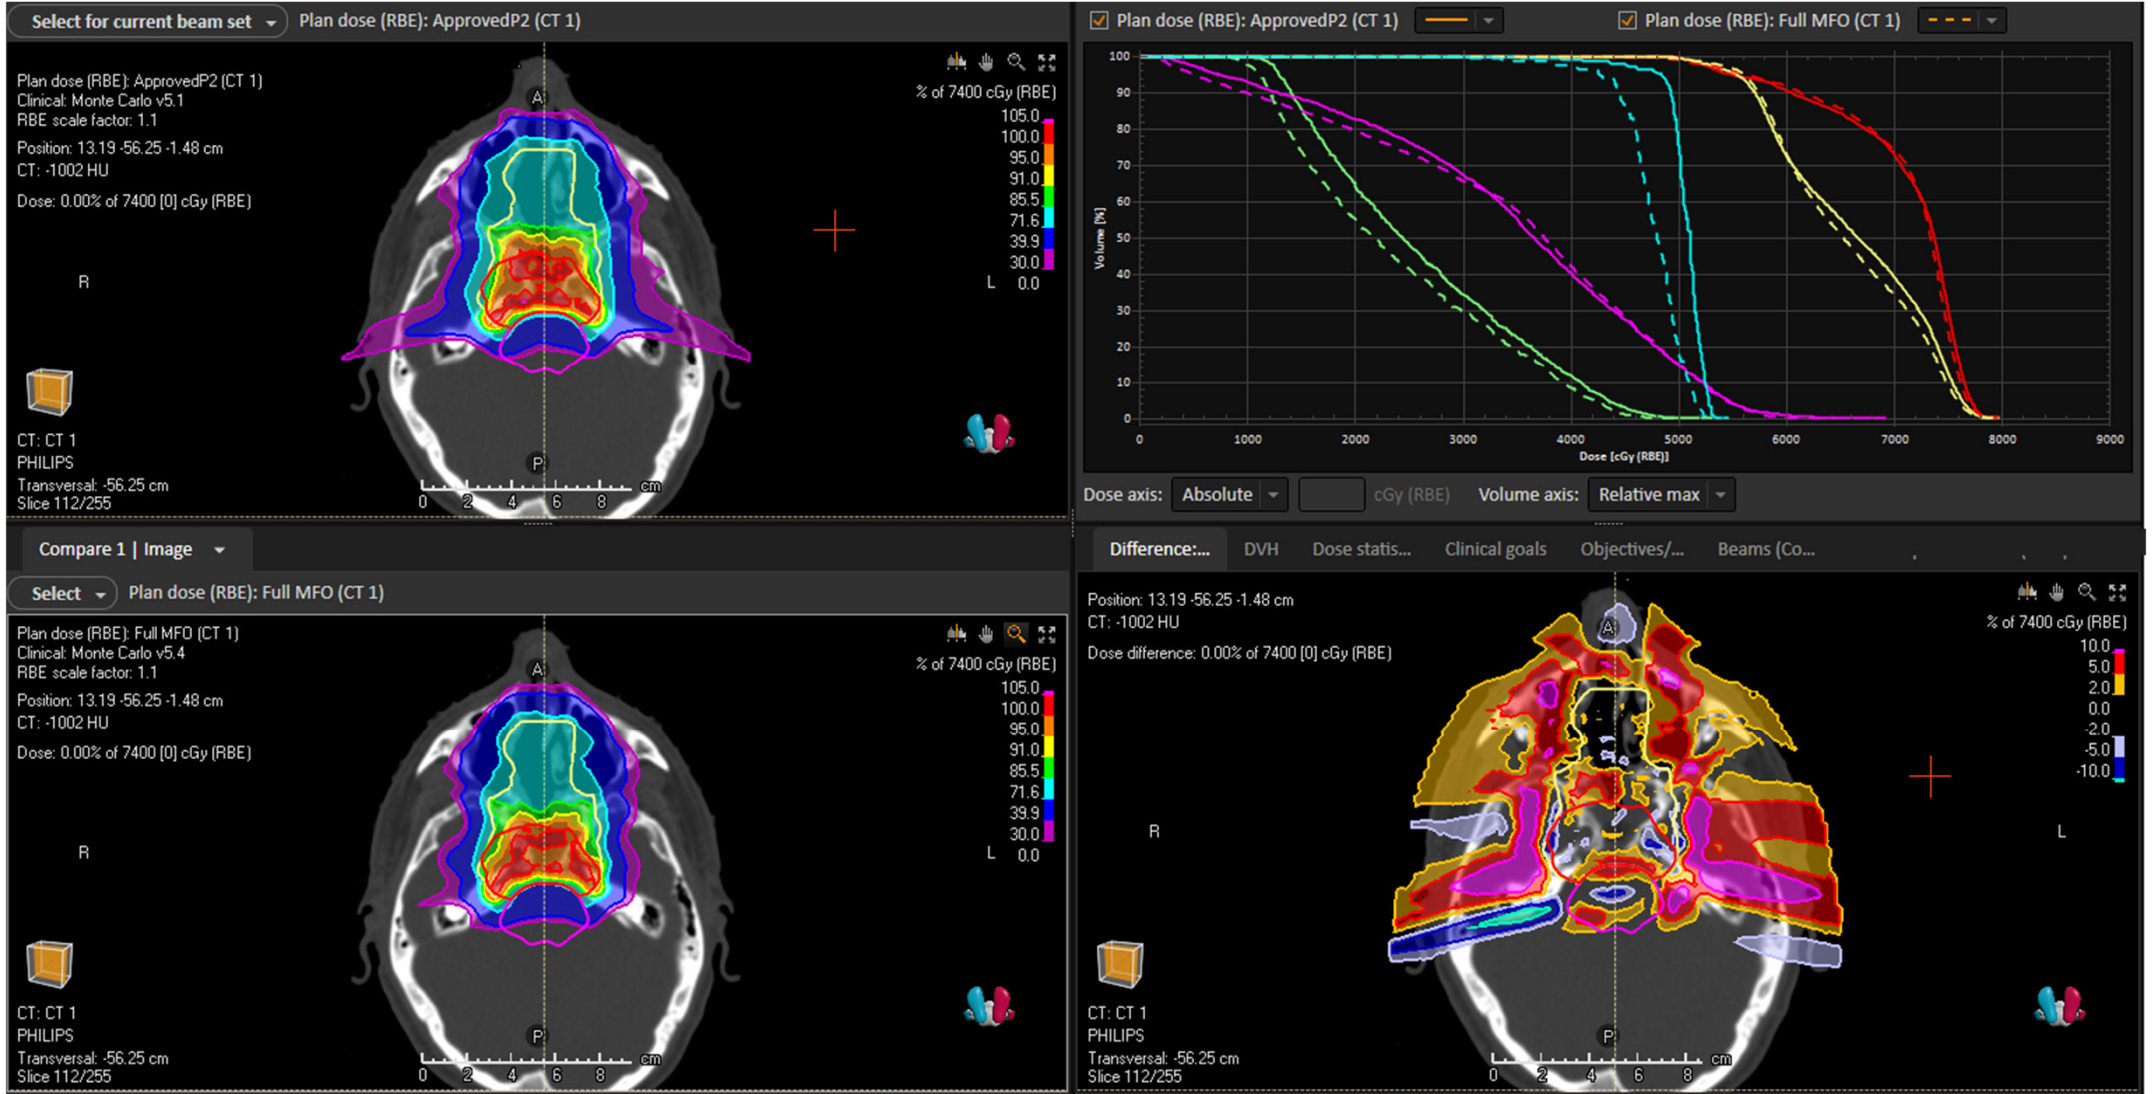 Select for current beam set Plan dose (RBE): ApprovedP2 (CT 1)
Plan dose (RBE): ApprovedP2 (CT 1)
Clinical: Monte Carlo v5.1
RBE scale factor: 1.1
Position: 13.19 -56.25 -1.48 cm
CT: -1002 HU
Dose: 0.00% of 7400 [0] cGy (RBE)
% of 7400 cGy (RBE)
105.0
100.0
95.0
91.0
85.5
71.6
39.9
30.0
0.0
A
R
L
P
CT: CT 1
PHILIPS
Transversal: -56.25 cm
Slice 112/255
cm
0 2 4 6 8
Plan dose (RBE): ApprovedP2 (CT 1) Plan dose (RBE): Full MFO (CT 1)
100
90
80
70
60
50
40
30
20
10
0
Volume [%]
0 1000 2000 3000 4000 5000 6000 7000 8000 9000
Dose [cGy (RBE)]
Dose axis: Absolute cGy (RBE) Volume axis: Relative max
Compare 1 | Image
Select Plan dose (RBE): Full MFO (CT 1)
Plan dose (RBE): Full MFO (CT 1)
Clinical: Monte Carlo v5.4
RBE scale factor: 1.1
Position: 13.19 -56.25 -1.48 cm
CT: -1002 HU
Dose: 0.00% of 7400 [0] cGy (RBE)
% of 7400 cGy (RBE)
105.0
100.0
95.0
91.0
85.5
71.6
39.9
30.0
0.0
A
R
L
P
CT: CT 1
PHILIPS
Transversal: -56.25 cm
Slice 112/255
cm
0 2 4 6 8
Difference:... DVH Dose statis... Clinical goals Objectives/... Beams (Co...
Position: 13.19 -56.25 -1.48 cm
CT: -1002 HU
Dose difference: 0.00% of 7400 [0] cGy (RBE)
% of 7400 cGy (RBE)
10.0
5.0
2.0
0.0
-2.0
-5.0
-10.0
A
R
L
P
CT: CT 1
PHILIPS
Transversal: -56.25 cm
Slice 112/255
cm
0 2 4 6 8